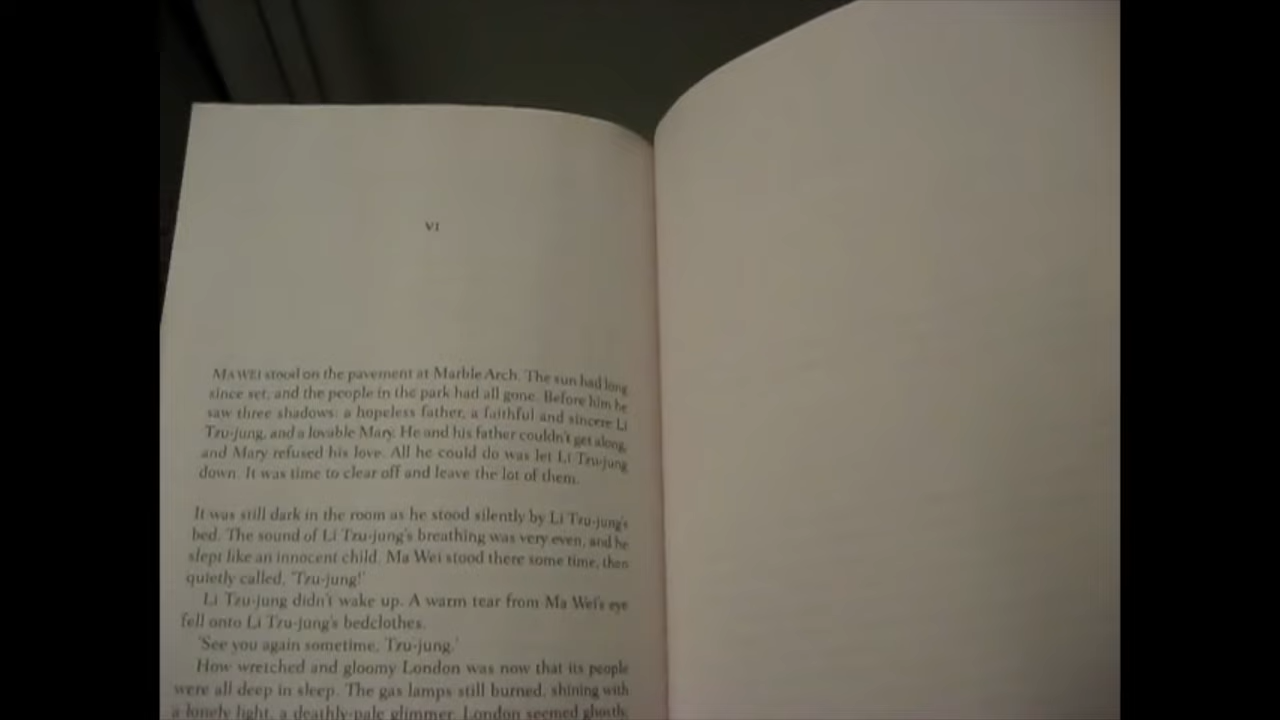 VI
MA WEI stood on the pavement at Marble Arch. The sun had long
since set, and the people in the park had all gone. Before him he
saw three shadows: a hopeless father, a faithful and sincere Li
Tzu-jung, and a lovable Mary. He and his father couldn't get along,
and Mary refused his love. All he could do was let Li Tzu-jung
down. It was time to clear off and leave the lot of them.
It was still dark in the room as he stood silently by Li Tzu-jung's
bed. The sound of Li Tzu-jung's breathing was very even, and he
slept like an innocent child. Ma Wei stood there some time, then
quietly called, 'Tzu-jung!'
Li Tzu-jung didn't wake up. A warm tear from Ma Wei's eye
fell onto Li Tzu-jung's bedclothes.
'See you again sometime, Tzu-jung.'
How wretched and gloomy London was now that its people
were all deep in sleep. The gas lamps still burned, shining with
a lonely light, a deathly-pale glimmer. London seemed ghostly,